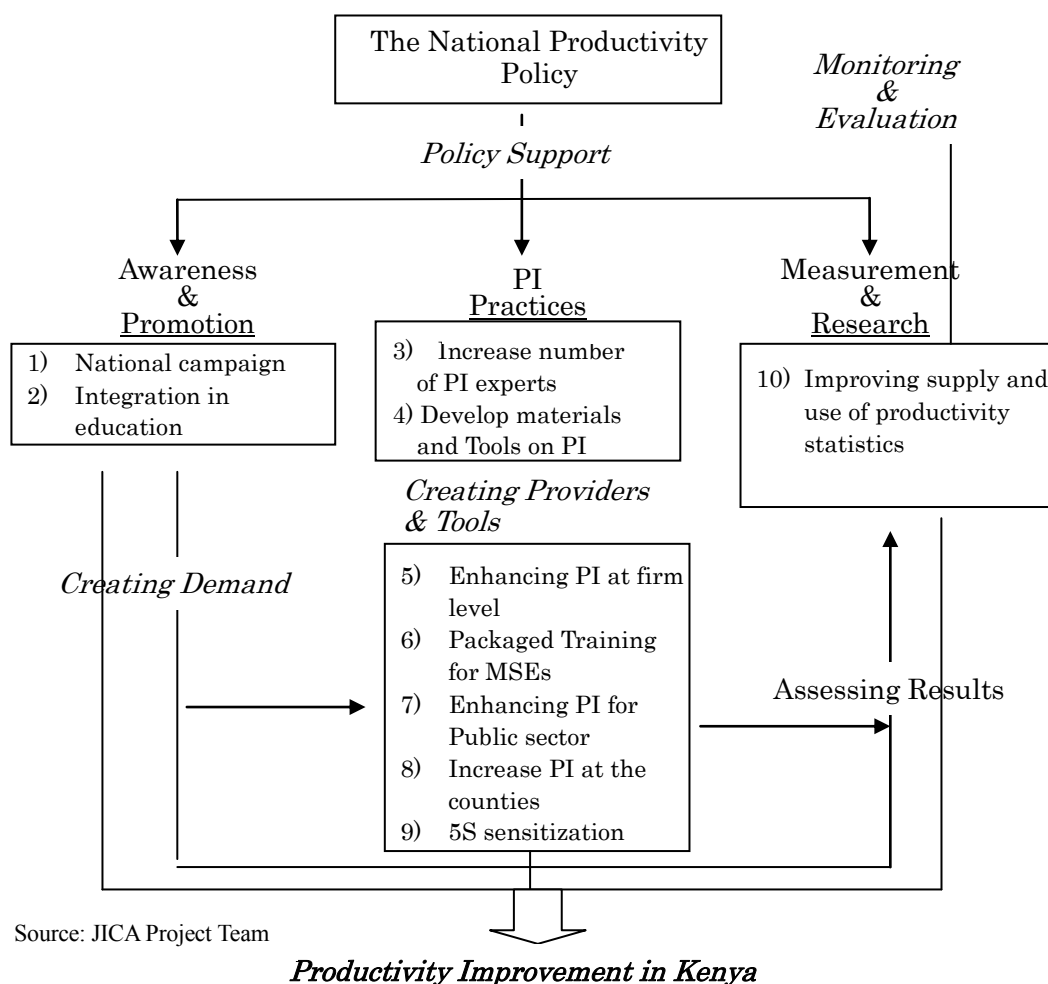 The National Productivity
Policy
Monitoring
&
Evaluation
Policy Support
Awareness
&
Promotion
1) National campaign
2) Integration in
education
PI
Practices
3) Increase number
of PI experts
4) Develop materials
and Tools on PI
Measurement
&
Research
10) Improving supply and
use of productivity
statistics
Creating Providers
& Tools
Creating Demand
5) Enhancing PI at firm
level
6) Packaged Training
for MSEs
7) Enhancing PI for
Public sector
8) Increase PI at the
counties
9) 5S sensitization
Assessing Results
Source: JICA Project Team
Productivity Improvement in Kenya